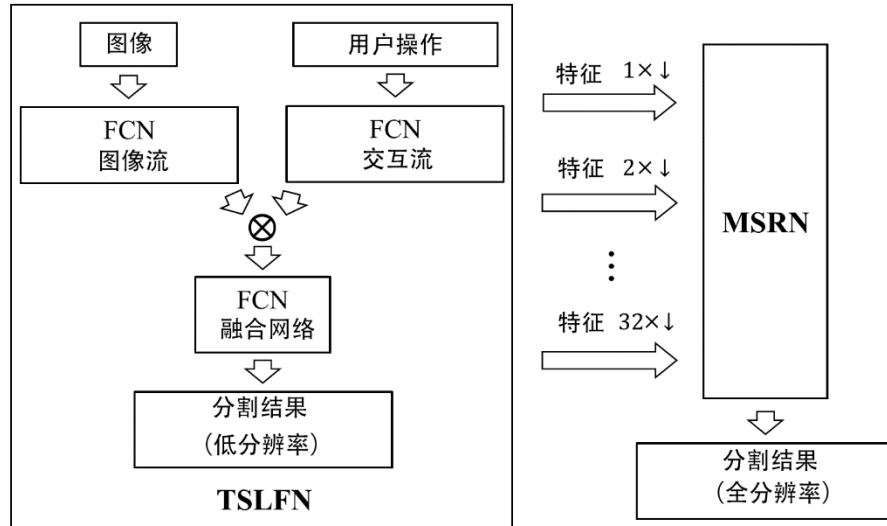 图像
用户操作
FCN
图像流
FCN
交互流
⊗
FCN
融合网络
分割结果
(低分辨率)
TSLFN
特征 1×↓
特征 2×↓
⋮
特征 32×↓
MSRN
分割结果
(全分辨率)